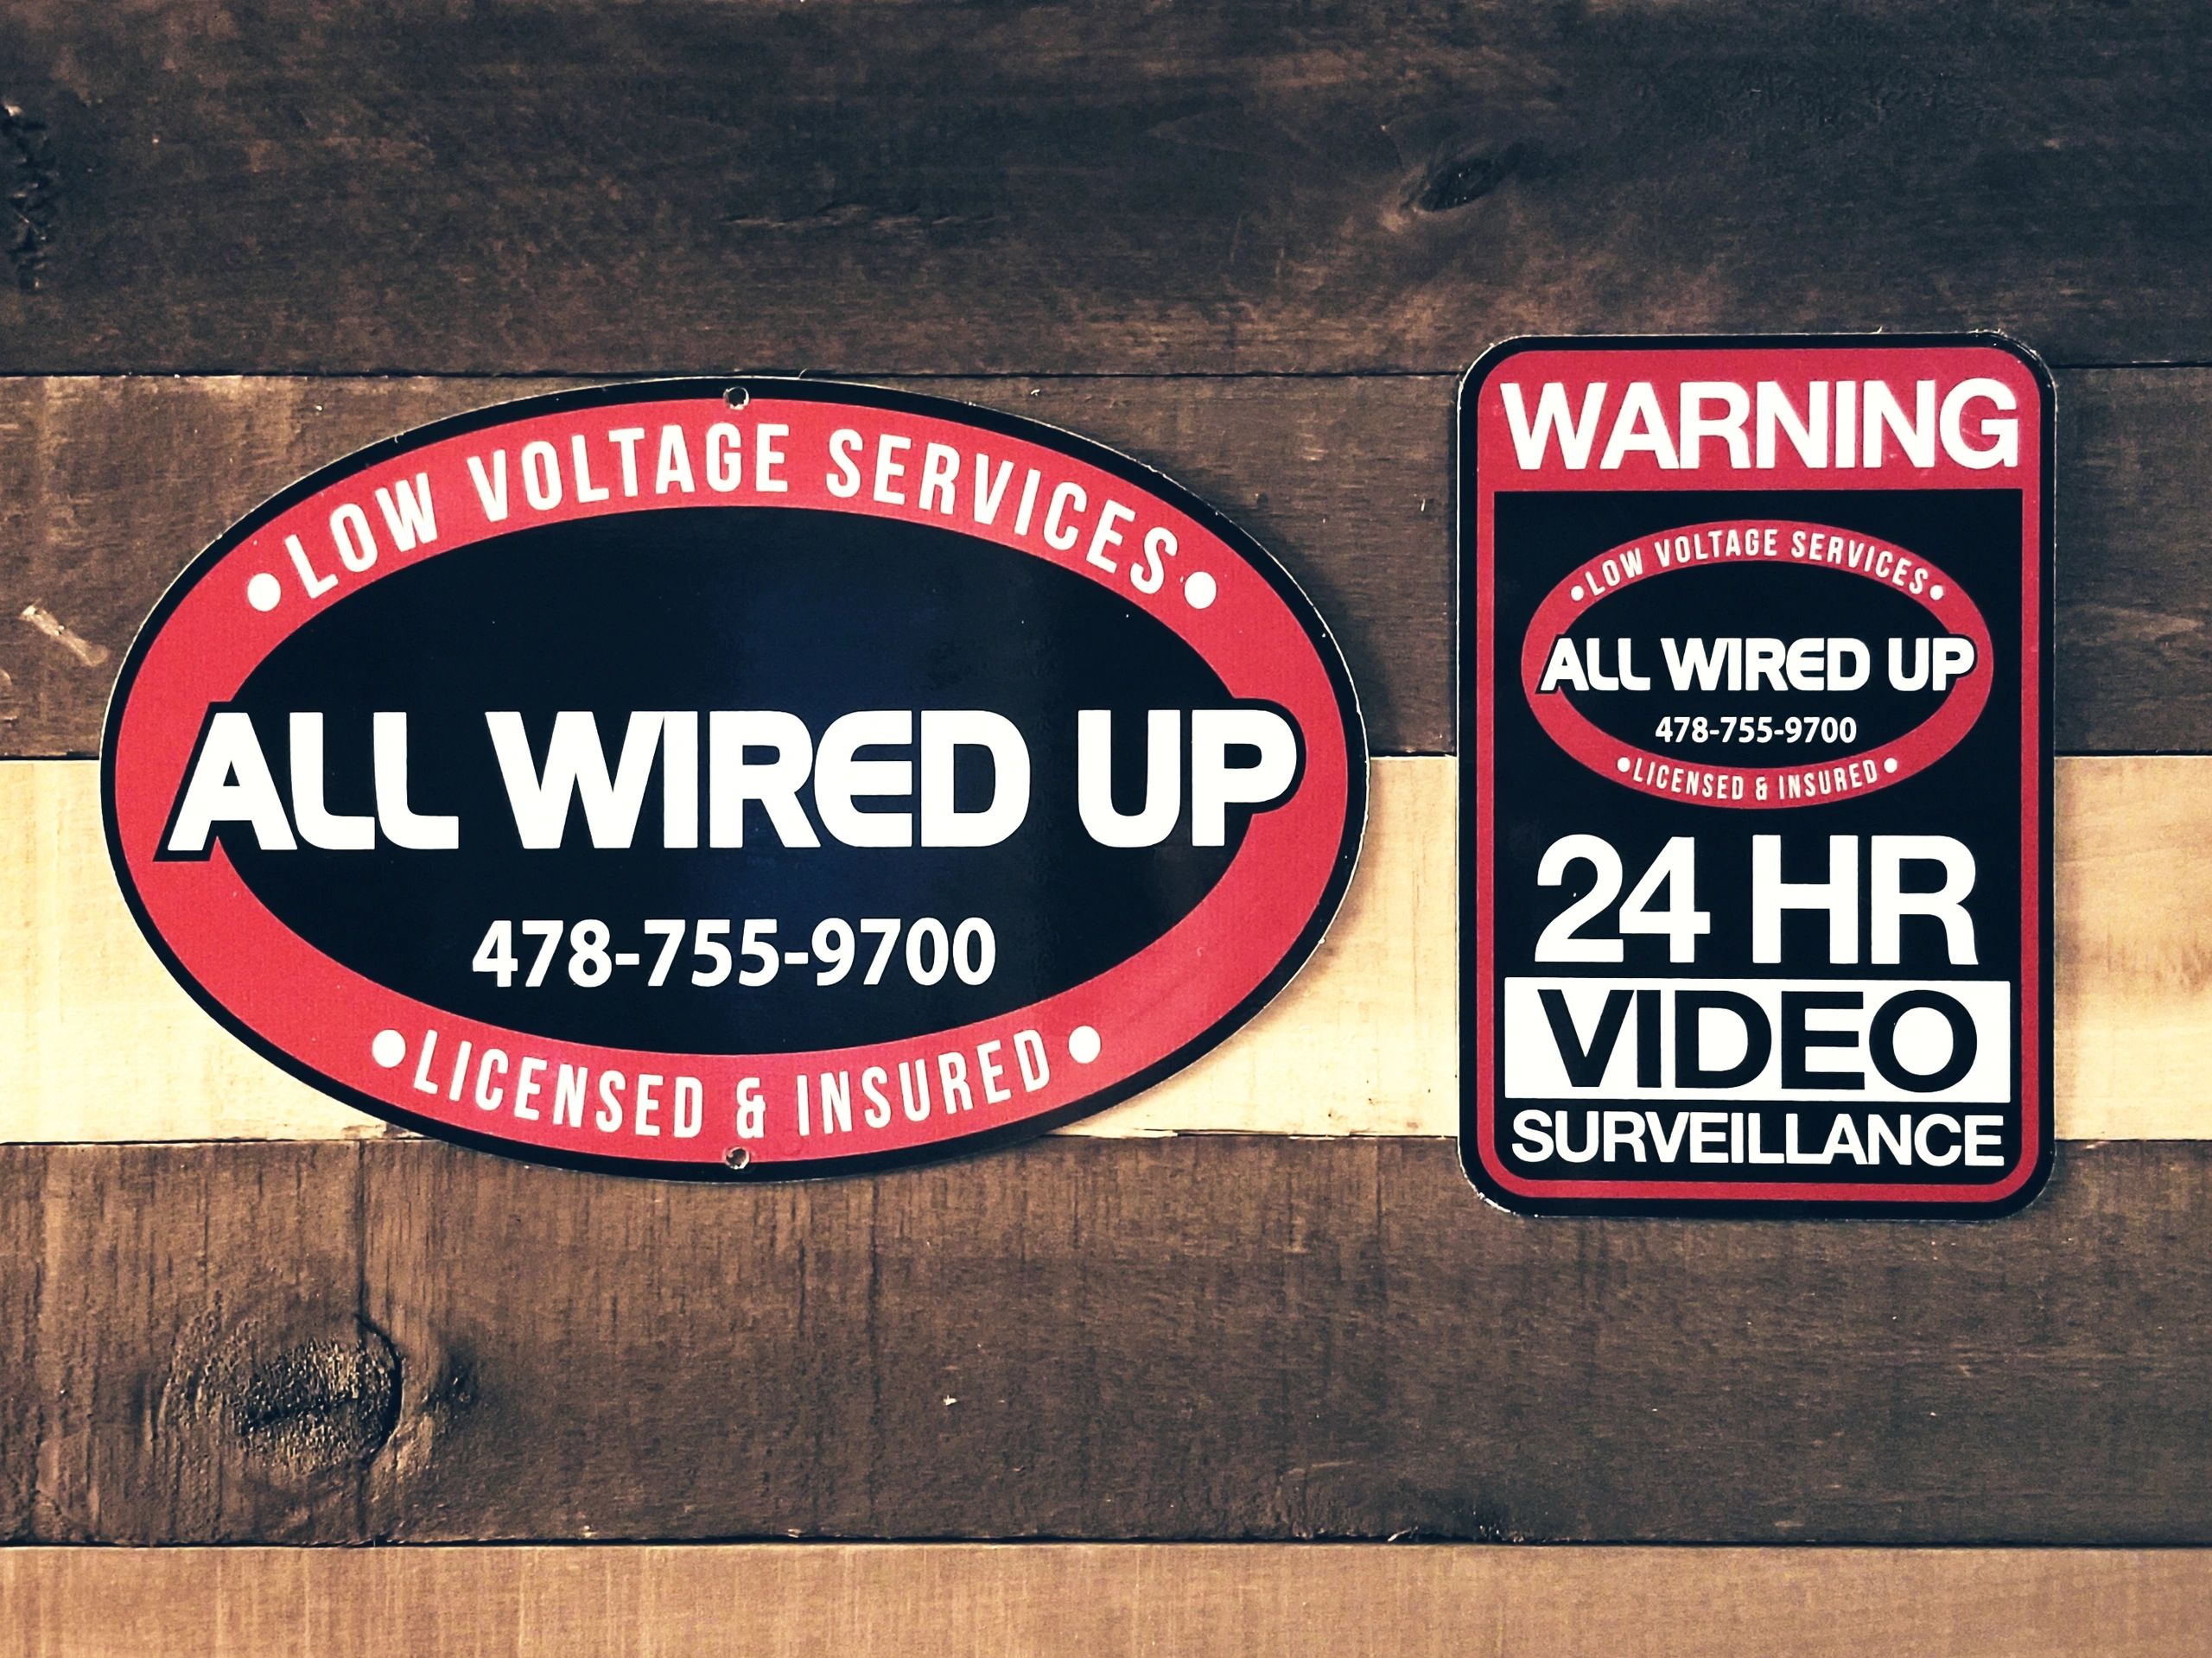 •LOW VOLTAGE SERVICES•
ALL WIRED UP
478-755-9700
•LICENSED & INSURED•
WARNING
•LOW VOLTAGE SERVICES•
ALL WIRED UP
478-755-9700
•LICENSED & INSURED•
24 HR
VIDEO
SURVEILLANCE